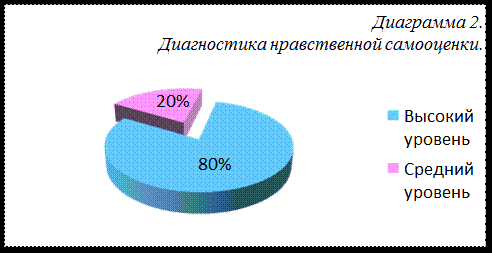 Диаграмма 2.
Диагностика нравственной самооценки.
20%
80%
Высокий
уровень
Средний
уровень